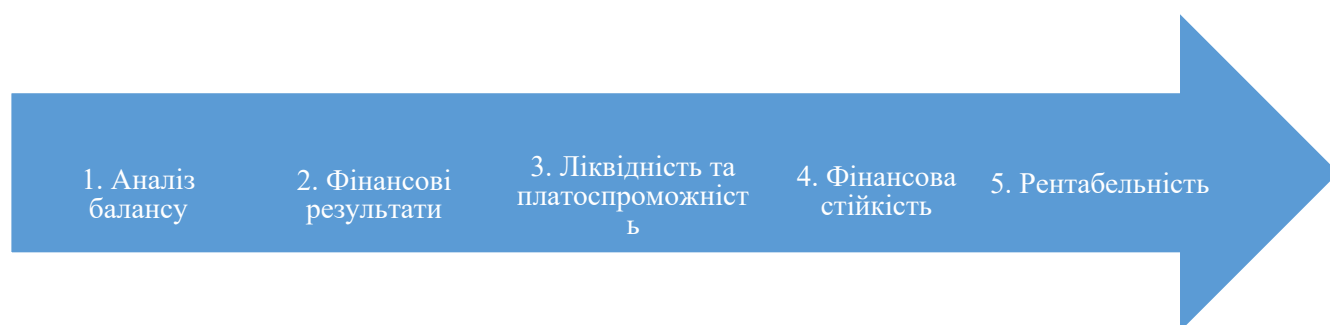 1. Аналіз
балансу
2. Фінансові
результати
3. Ліквідність та
платоспроможніст
ь
4. Фінансова
стійкість
5. Рентабельність